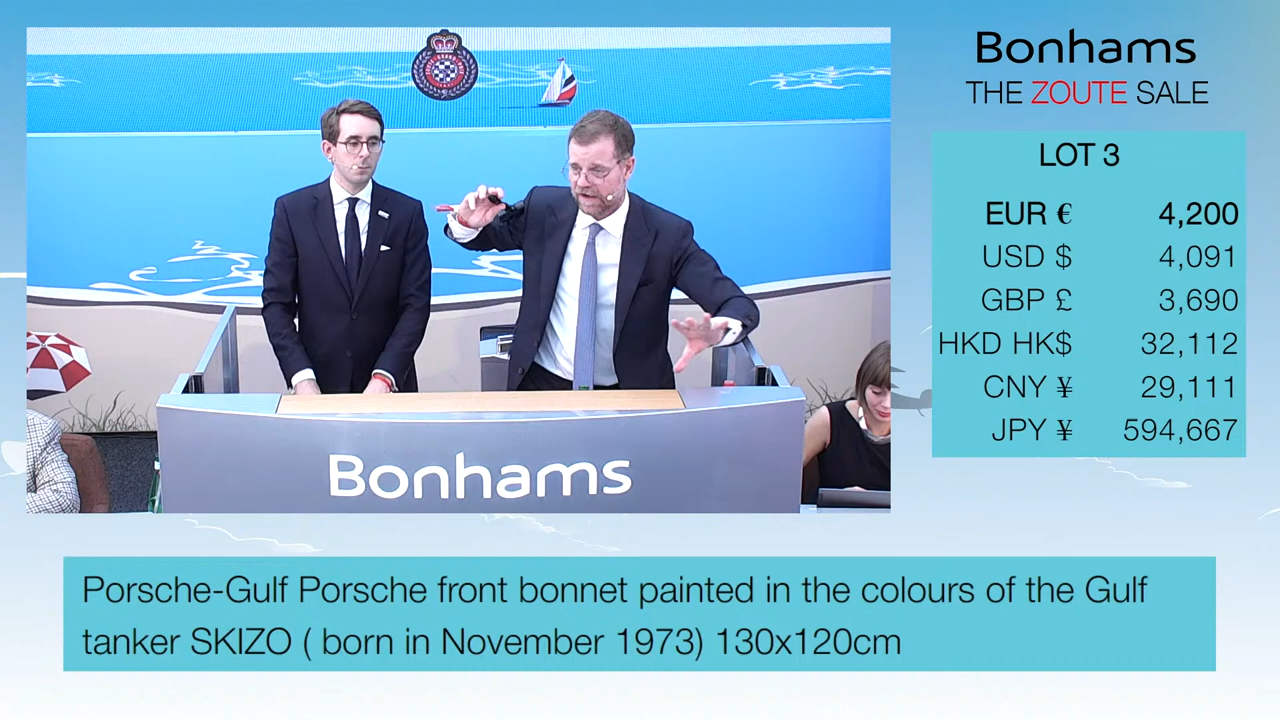 Bonhams
THE ZOUTE SALE
LOT 3
EUR € 4,200
USD $ 4,091
GBP £ 3,690
HKD HK$ 32,112
CNY ¥ 29,111
JPY ¥ 594,667
Bonhams
Porsche-Gulf Porsche front bonnet painted in the colours of the Gulf
tanker SKIZO ( born in November 1973) 130x120cm